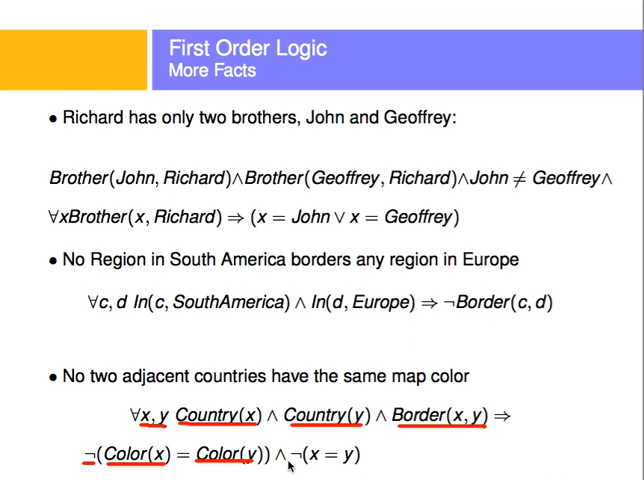 First Order Logic
More Facts
• Richard has only two brothers, John and Geoffrey:
Brother(John, Richard)∧Brother(Geoffrey, Richard)∧John ≠ Geoffrey∧
∀xBrother(x, Richard) ⇒ (x = John ∨ x = Geoffrey)
• No Region in South America borders any region in Europe
∀c, d In(c, SouthAmerica) ∧ In(d, Europe) ⇒ ¬Border(c, d)
• No two adjacent countries have the same map color
∀x, y Country(x) ∧ Country(y) ∧ Border(x, y) ⇒
¬(Color(x) = Color(y)) ∧ ¬(x = y)